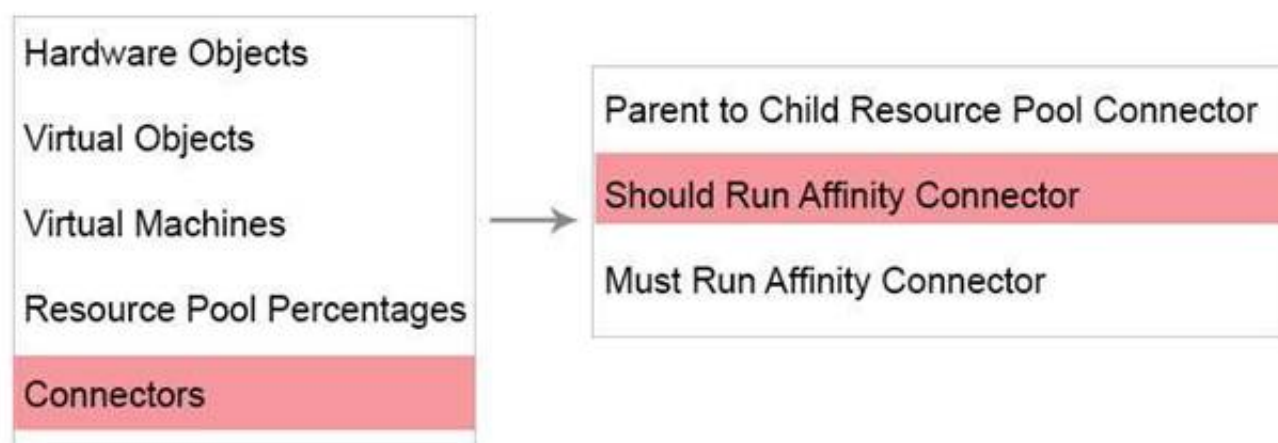 Hardware Objects
Virtual Objects
Virtual Machines
Resource Pool Percentages
Connectors
Parent to Child Resource Pool Connector
Should Run Affinity Connector
Must Run Affinity Connector